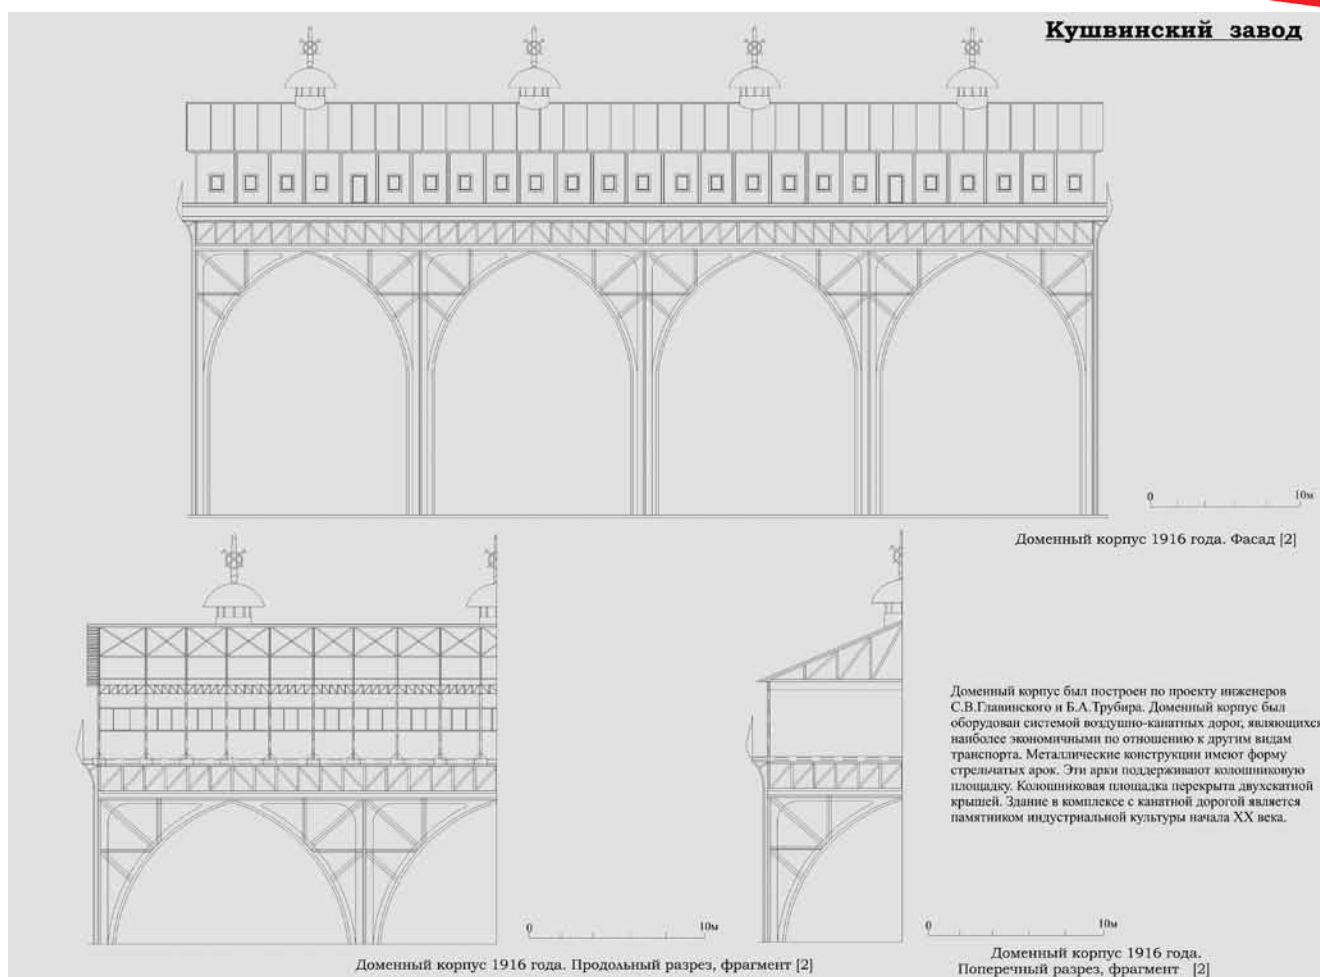 Кушвинский завод
0 10м
Доменный корпус 1916 года. Фасад [2]
Доменный корпус был построен по проекту инженеров
С.В.Главинского и Б.А.Трубира. Доменный корпус был
оборудован системой воздушно-канатных дорог, являющихся
наиболее экономичными по отношению к другим видам
транспорта. Металлические конструкции имеют форму
стрельчатых арок. Эти арки поддерживают колошниковую
площадку. Колошниковая площадка перекрыта двухскатной
крышей. Здание в комплексе с канатной дорогой является
памятником индустриальной культуры начала XX века.
0 10м
Доменный корпус 1916 года. Продольный разрез, фрагмент [2]
0 10м
Доменный корпус 1916 года.
Поперечный разрез, фрагмент [2]